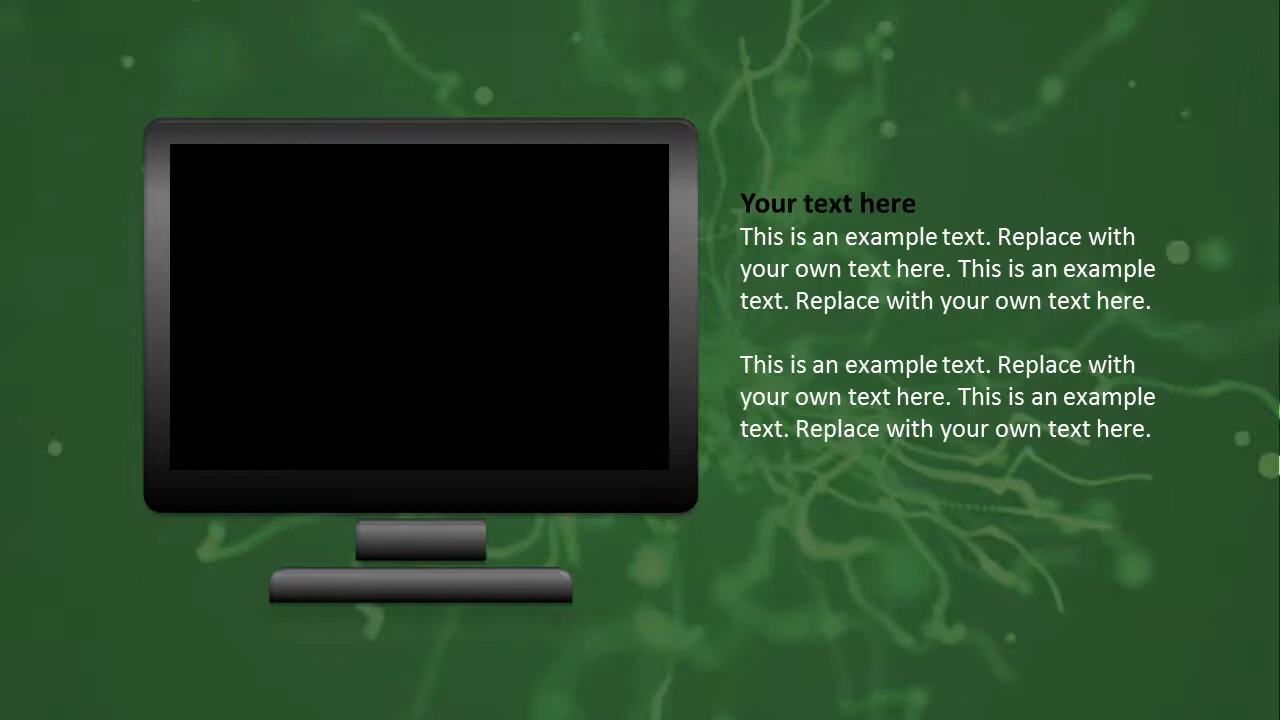 Your text here
This is an example text. Replace with
your own text here. This is an example
text. Replace with your own text here.
This is an example text. Replace with
your own text here. This is an example
text. Replace with your own text here.